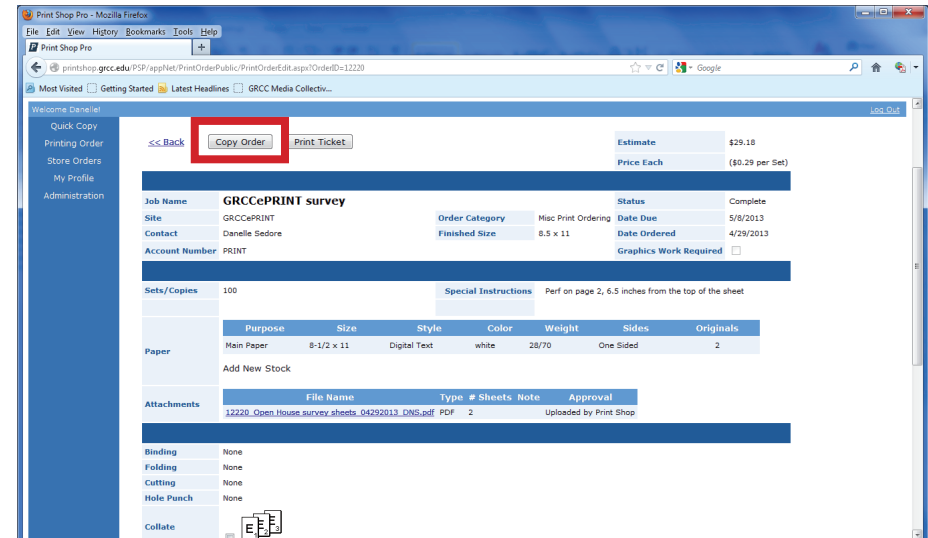 Print Shop Pro - Mozilla Firefox
File Edit View History Bookmarks Tools Help
Print Shop Pro +
printshop.grcc.edu/PSP/appNet/PrintOrderPublic/PrintOrderEdit.aspx?OrderID=12220 Google
Most Visited Getting Started Latest Headlines GRCC Media Collectiv...
Welcome Danelle! Log Out
Quick Copy
Printing Order
Store Orders
My Profile
Administration
<< Back Copy Order Print Ticket
Estimate $29.18
Price Each ($0.29 per Set)
Job Name GRCCePRINT survey Status Complete
Site GRCCePRINT Order Category Misc Print Ordering Date Due 5/8/2013
Contact Danelle Sedore Finished Size 8.5 x 11 Date Ordered 4/29/2013
Account Number PRINT Graphics Work Required
Sets/Copies 100 Special Instructions Perf on page 2, 6.5 inches from the top of the sheet
Paper
Purpose Size Style Color Weight Sides Originals
Main Paper 8-1/2 x 11 Digital Text white 28/70 One Sided 2
Add New Stock
Attachments
File Name Type # Sheets Note Approval
12220_Open House survey sheets_04292013_DNS.pdf PDF 2 Uploaded by Print Shop
Binding None
Folding None
Cutting None
Hole Punch None
Collate E1 E2 E3